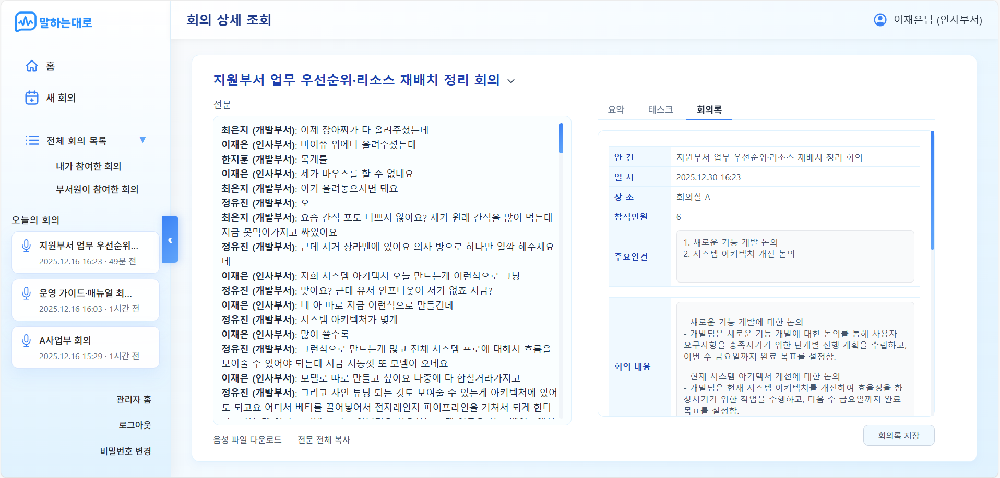 말하는대로
회의 상세 조회
이재은님 (인사부서)
홈
새 회의
전체 회의 목록
내가 참여한 회의
부서원이 참여한 회의
오늘의 회의
지원부서 업무 우선순위...
2025.12.16 16:23 · 49분 전
운영 가이드·매뉴얼 최...
2025.12.16 16:03 · 1시간 전
A사업부 회의
2025.12.16 15:29 · 1시간 전
관리자 홈
로그아웃
비밀번호 변경
지원부서 업무 우선순위·리소스 재배치 정리 회의
전문
최은지 (개발부서): 이제 장아찌가 다 올려주셨는데
이재은 (인사부서): 마이쮸 위에다 올려주셨는데
한지훈 (개발부서): 목게를
이재은 (인사부서): 제가 마우스를 할 수 없네요
최은지 (개발부서): 여기 올려놓으시면 돼요
정유진 (개발부서): 오
최은지 (개발부서): 요즘 간식 포도 나쁘지 않아요? 제가 원래 간식을 많이 먹는데
지금 못먹어가지고 싸였어요
정유진 (개발부서): 근데 저거 상라맨에 있어요 의자 방으로 하나만 일깍 해주세요
네
이재은 (인사부서): 저희 시스템 아키텍처 오늘 만드는게 이런식으로 그냥
정유진 (개발부서): 맞아요? 근데 유저 인프다웃이 저기 없죠 지금?
이재은 (인사부서): 네 아 따로 지금 이런식으로 만들건데
정유진 (개발부서): 시스템 아키텍처가 몇개
이재은 (인사부서): 많이 쓸수록
정유진 (개발부서): 그런식으로 만드는게 많고 전체 시스템 프로에 대해서 흐름을
보여줄 수 있어야 되는데 지금 시동껏 또 모델이 오네요
이재은 (인사부서): 모델로 따로 만들고 싶어요 나중에 다 합칠거라가지고
정유진 (개발부서): 그리고 사인 튜닝 되는 것도 보여줄 수 있는게 아키텍처에 있어
도 되고요 어디서 베터를 끌어넣어서 전자레인지 파이프라인을 거쳐서 되게 한다
음성 파일 다운로드
전문 전체 복사
요약
태스크
회의록
안 건
지원부서 업무 우선순위·리소스 재배치 정리 회의
일 시
2025.12.30 16:23
장 소
회의실 A
참석인원
6
주요안건
1. 새로운 기능 개발 논의
2. 시스템 아키텍처 개선 논의
회의 내용
- 새로운 기능 개발에 대한 논의
- 개발팀은 새로운 기능 개발에 대한 논의를 통해 사용자
요구사항을 충족시키기 위한 단계별 진행 계획을 수립하고,
이번 주 금요일까지 완료 목표를 설정함.
- 현재 시스템 아키텍처 개선에 대한 논의
- 개발팀은 현재 시스템 아키텍처를 개선하여 효율성을 향
상시키기 위한 작업을 수행하고, 다음 주 금요일까지 완료
목표를 설정함.
회의록 저장